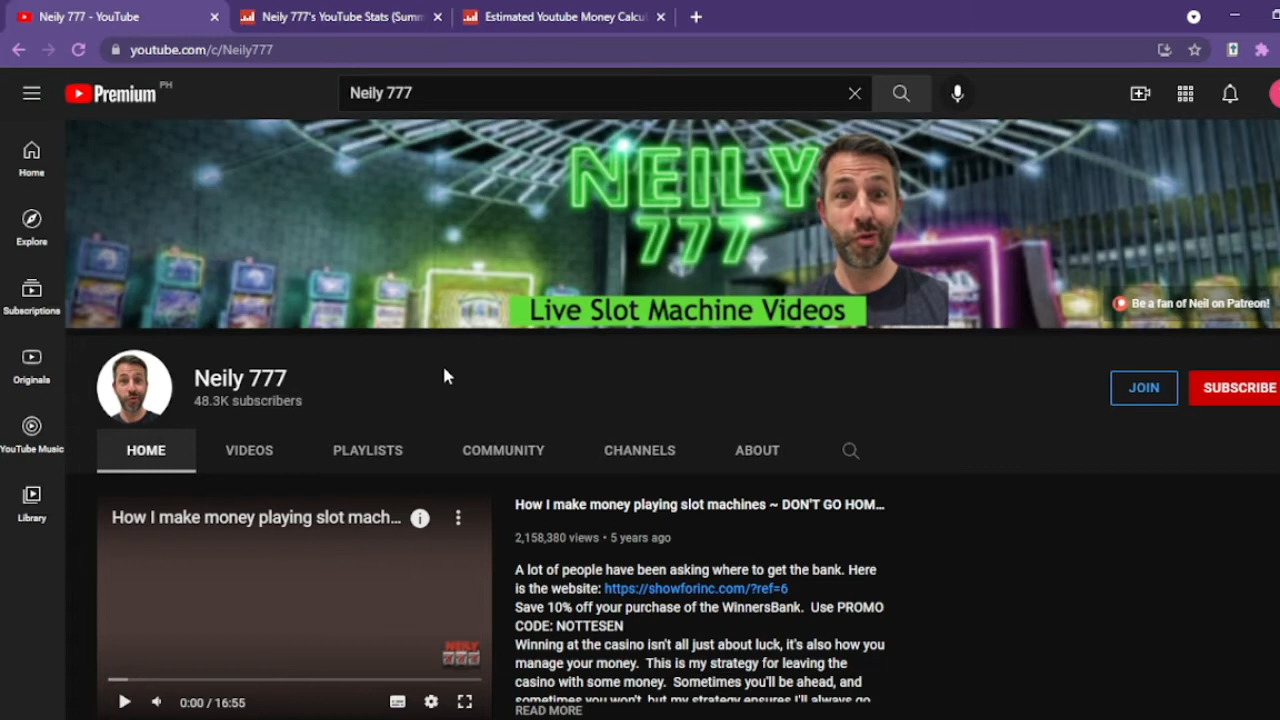 Neily 777 - YouTube
Neily 777's YouTube Stats (Summ
Estimated Youtube Money Calcu
youtube.com/c/Neily777
Premium PH
Neily 777
Home
Explore
Subscriptions
Originals
YouTube Music
Library
NEILY
777
Live Slot Machine Videos
Be a fan of Neil on Patreon!
Neily 777
48.3K subscribers
JOIN
SUBSCRIBE
HOME
VIDEOS
PLAYLISTS
COMMUNITY
CHANNELS
ABOUT
How I make money playing slot mach...
NEILY
777
0:00 / 16:55
How I make money playing slot machines ~ DON'T GO HOM...
2,158,380 views • 5 years ago
A lot of people have been asking where to get the bank. Here
is the website: https://showforinc.com/?ref=6
Save 10% off your purchase of the WinnersBank. Use PROMO
CODE: NOTTESEN
Winning at the casino isn't all just about luck, it's also how you
manage your money. This is my strategy for leaving the
casino with some money. Sometimes you'll be ahead, and
sometimes you won't, but my strategy ensures I'll always go
READ MORE